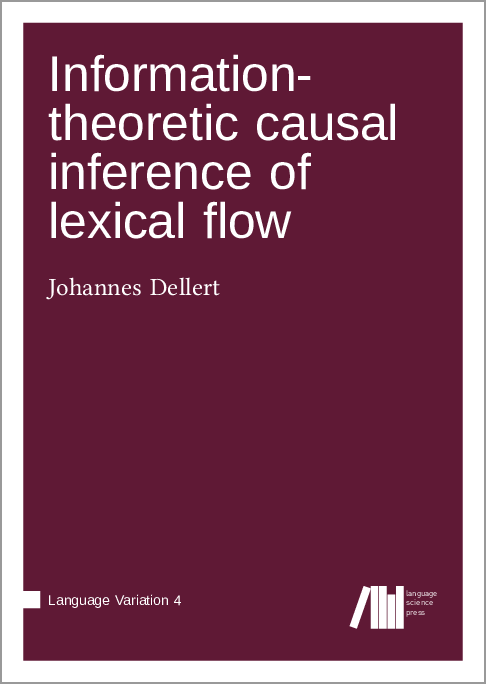 Information-
theoretic causal
inference of
lexical flow
Johannes Dellert
Language Variation 4
language
science
press